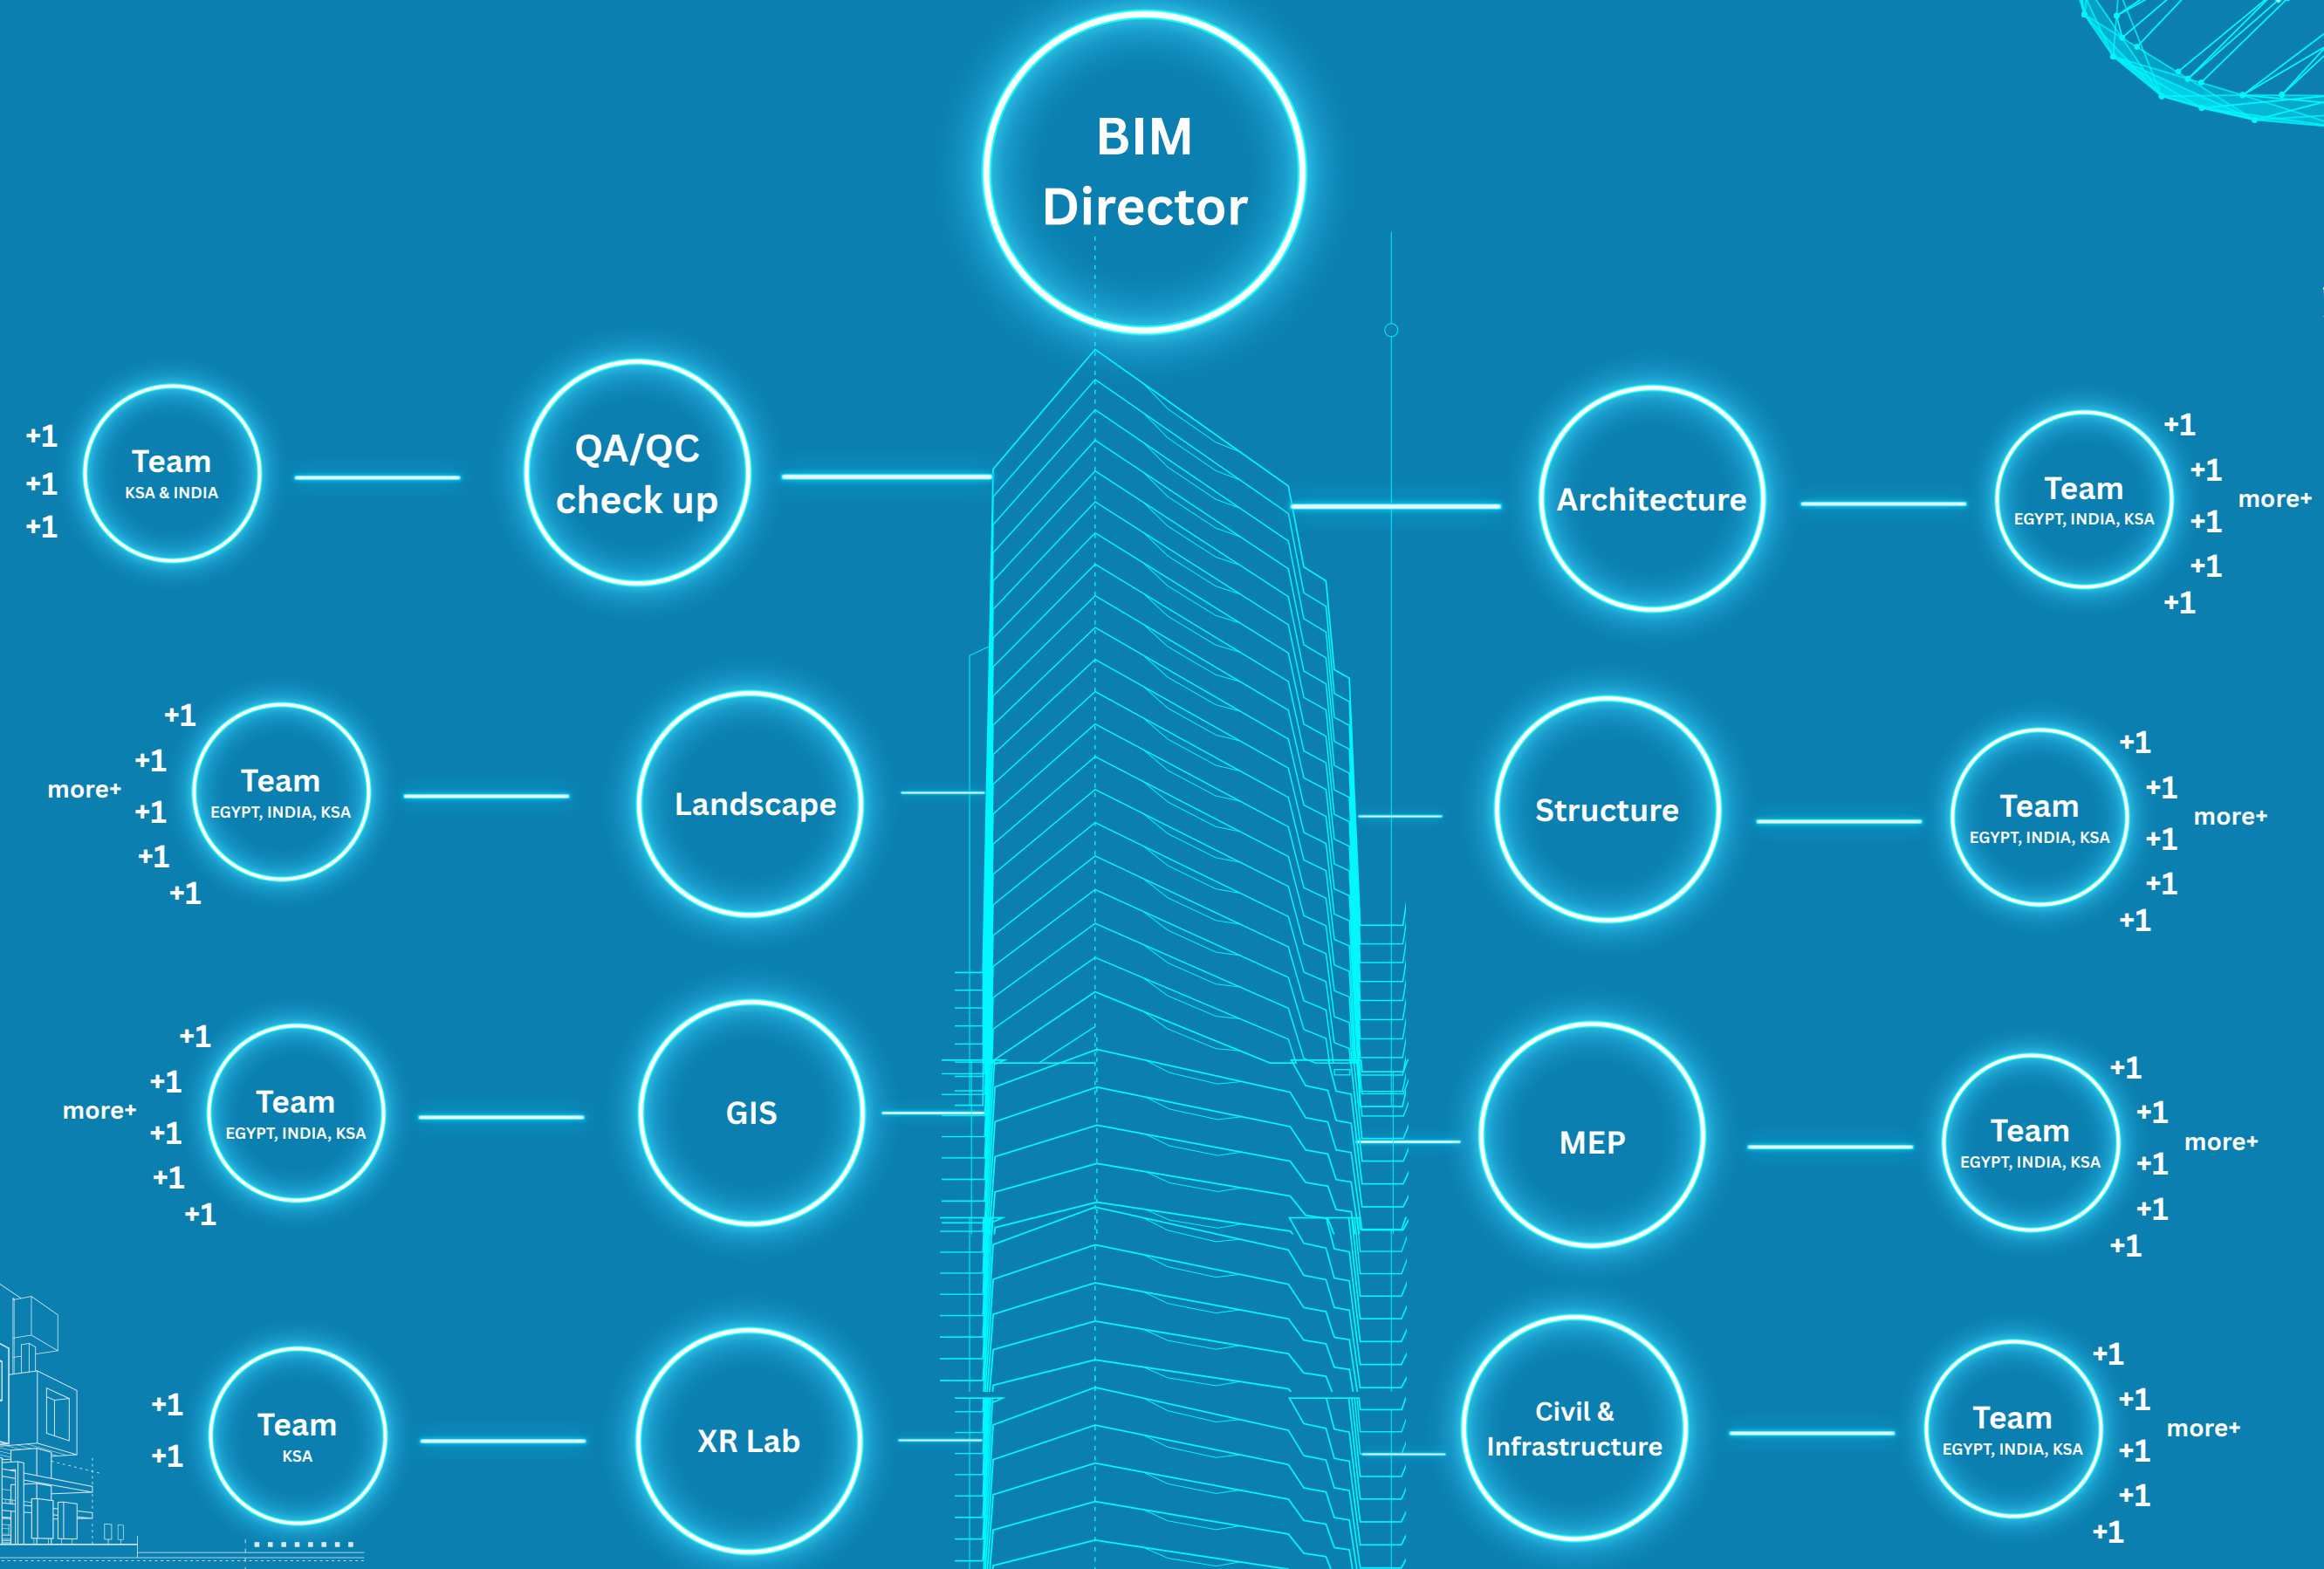 BIM
Director
+1
+1
+1
Team
KSA & INDIA
QA/QC
check up
Architecture
Team
EGYPT, INDIA, KSA
+1
+1
+1
+1
+1
more+
more+
+1
+1
+1
+1
+1
Team
EGYPT, INDIA, KSA
Landscape
Structure
Team
EGYPT, INDIA, KSA
+1
+1
+1
+1
+1
more+
more+
+1
+1
+1
+1
+1
Team
EGYPT, INDIA, KSA
GIS
MEP
Team
EGYPT, INDIA, KSA
+1
+1
+1
+1
+1
more+
+1
+1
Team
KSA
XR Lab
Civil &
Infrastructure
Team
EGYPT, INDIA, KSA
+1
+1
+1
+1
+1
more+